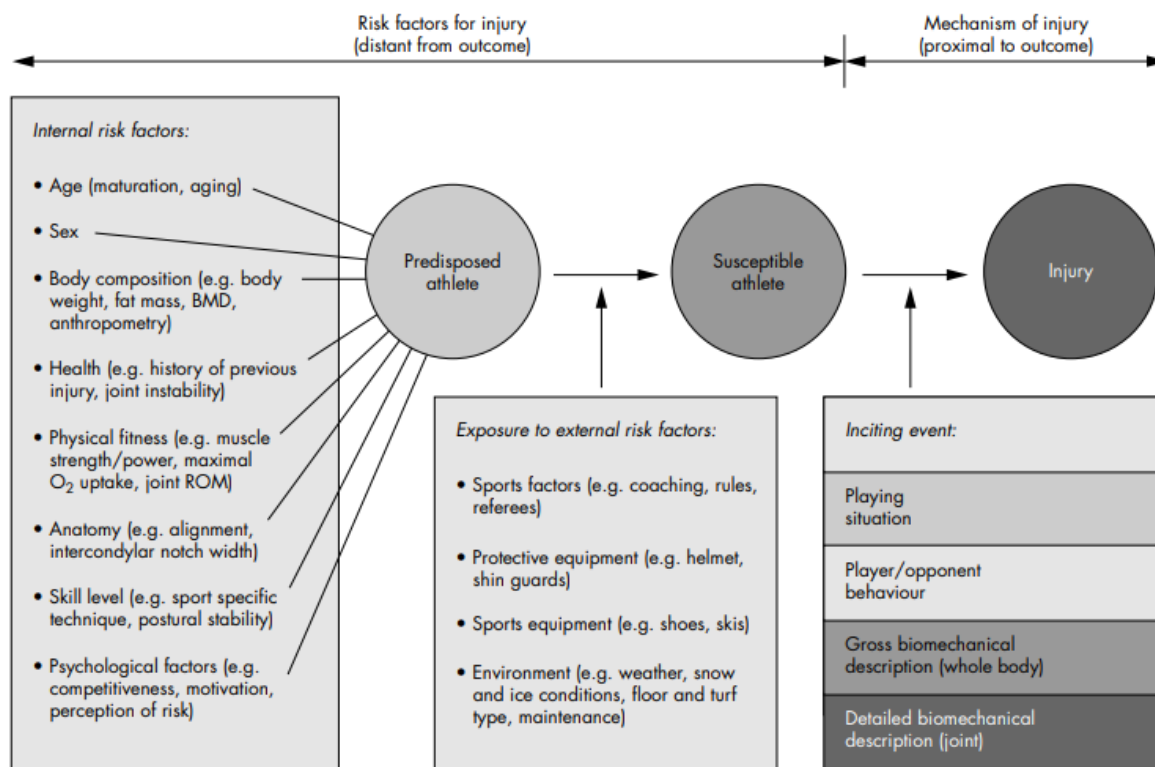 Risk factors for injury
(distant from outcome)
Mechanism of injury
(proximal to outcome)
Internal risk factors:
• Age (maturation, aging)
• Sex
• Body composition (e.g. body
weight, fat mass, BMD,
anthropometry)
• Health (e.g. history of previous
injury, joint instability)
• Physical fitness (e.g. muscle
strength/power, maximal
O₂ uptake, joint ROM)
• Anatomy (e.g. alignment,
intercondylar notch width)
• Skill level (e.g. sport specific
technique, postural stability)
• Psychological factors (e.g.
competitiveness, motivation,
perception of risk)
Predisposed
athlete
Susceptible
athlete
Injury
Exposure to external risk factors:
• Sports factors (e.g. coaching, rules,
referees)
• Protective equipment (e.g. helmet,
shin guards)
• Sports equipment (e.g. shoes, skis)
• Environment (e.g. weather, snow
and ice conditions, floor and turf
type, maintenance)
Inciting event:
Playing
situation
Player/opponent
behaviour
Gross biomechanical
description (whole body)
Detailed biomechanical
description (joint)